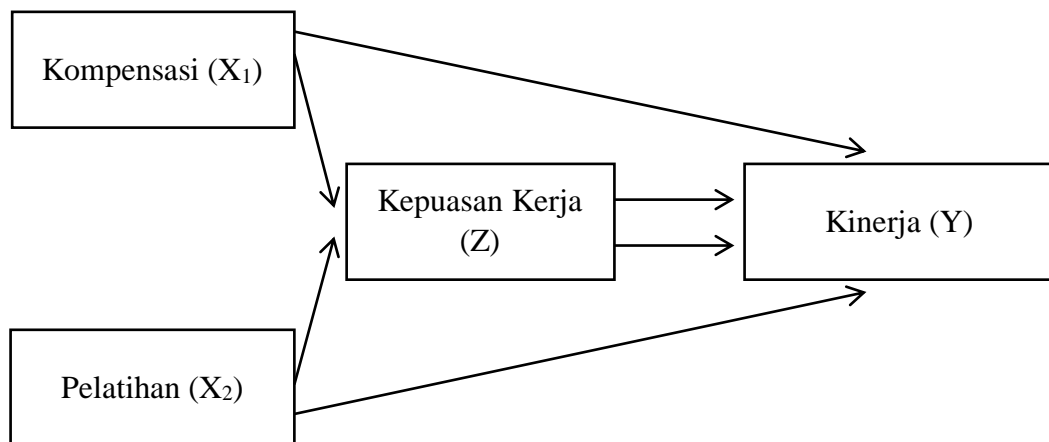 Kompensasi (X₁)
Kepuasan Kerja
(Z)
Kinerja (Y)
Pelatihan (X₂)